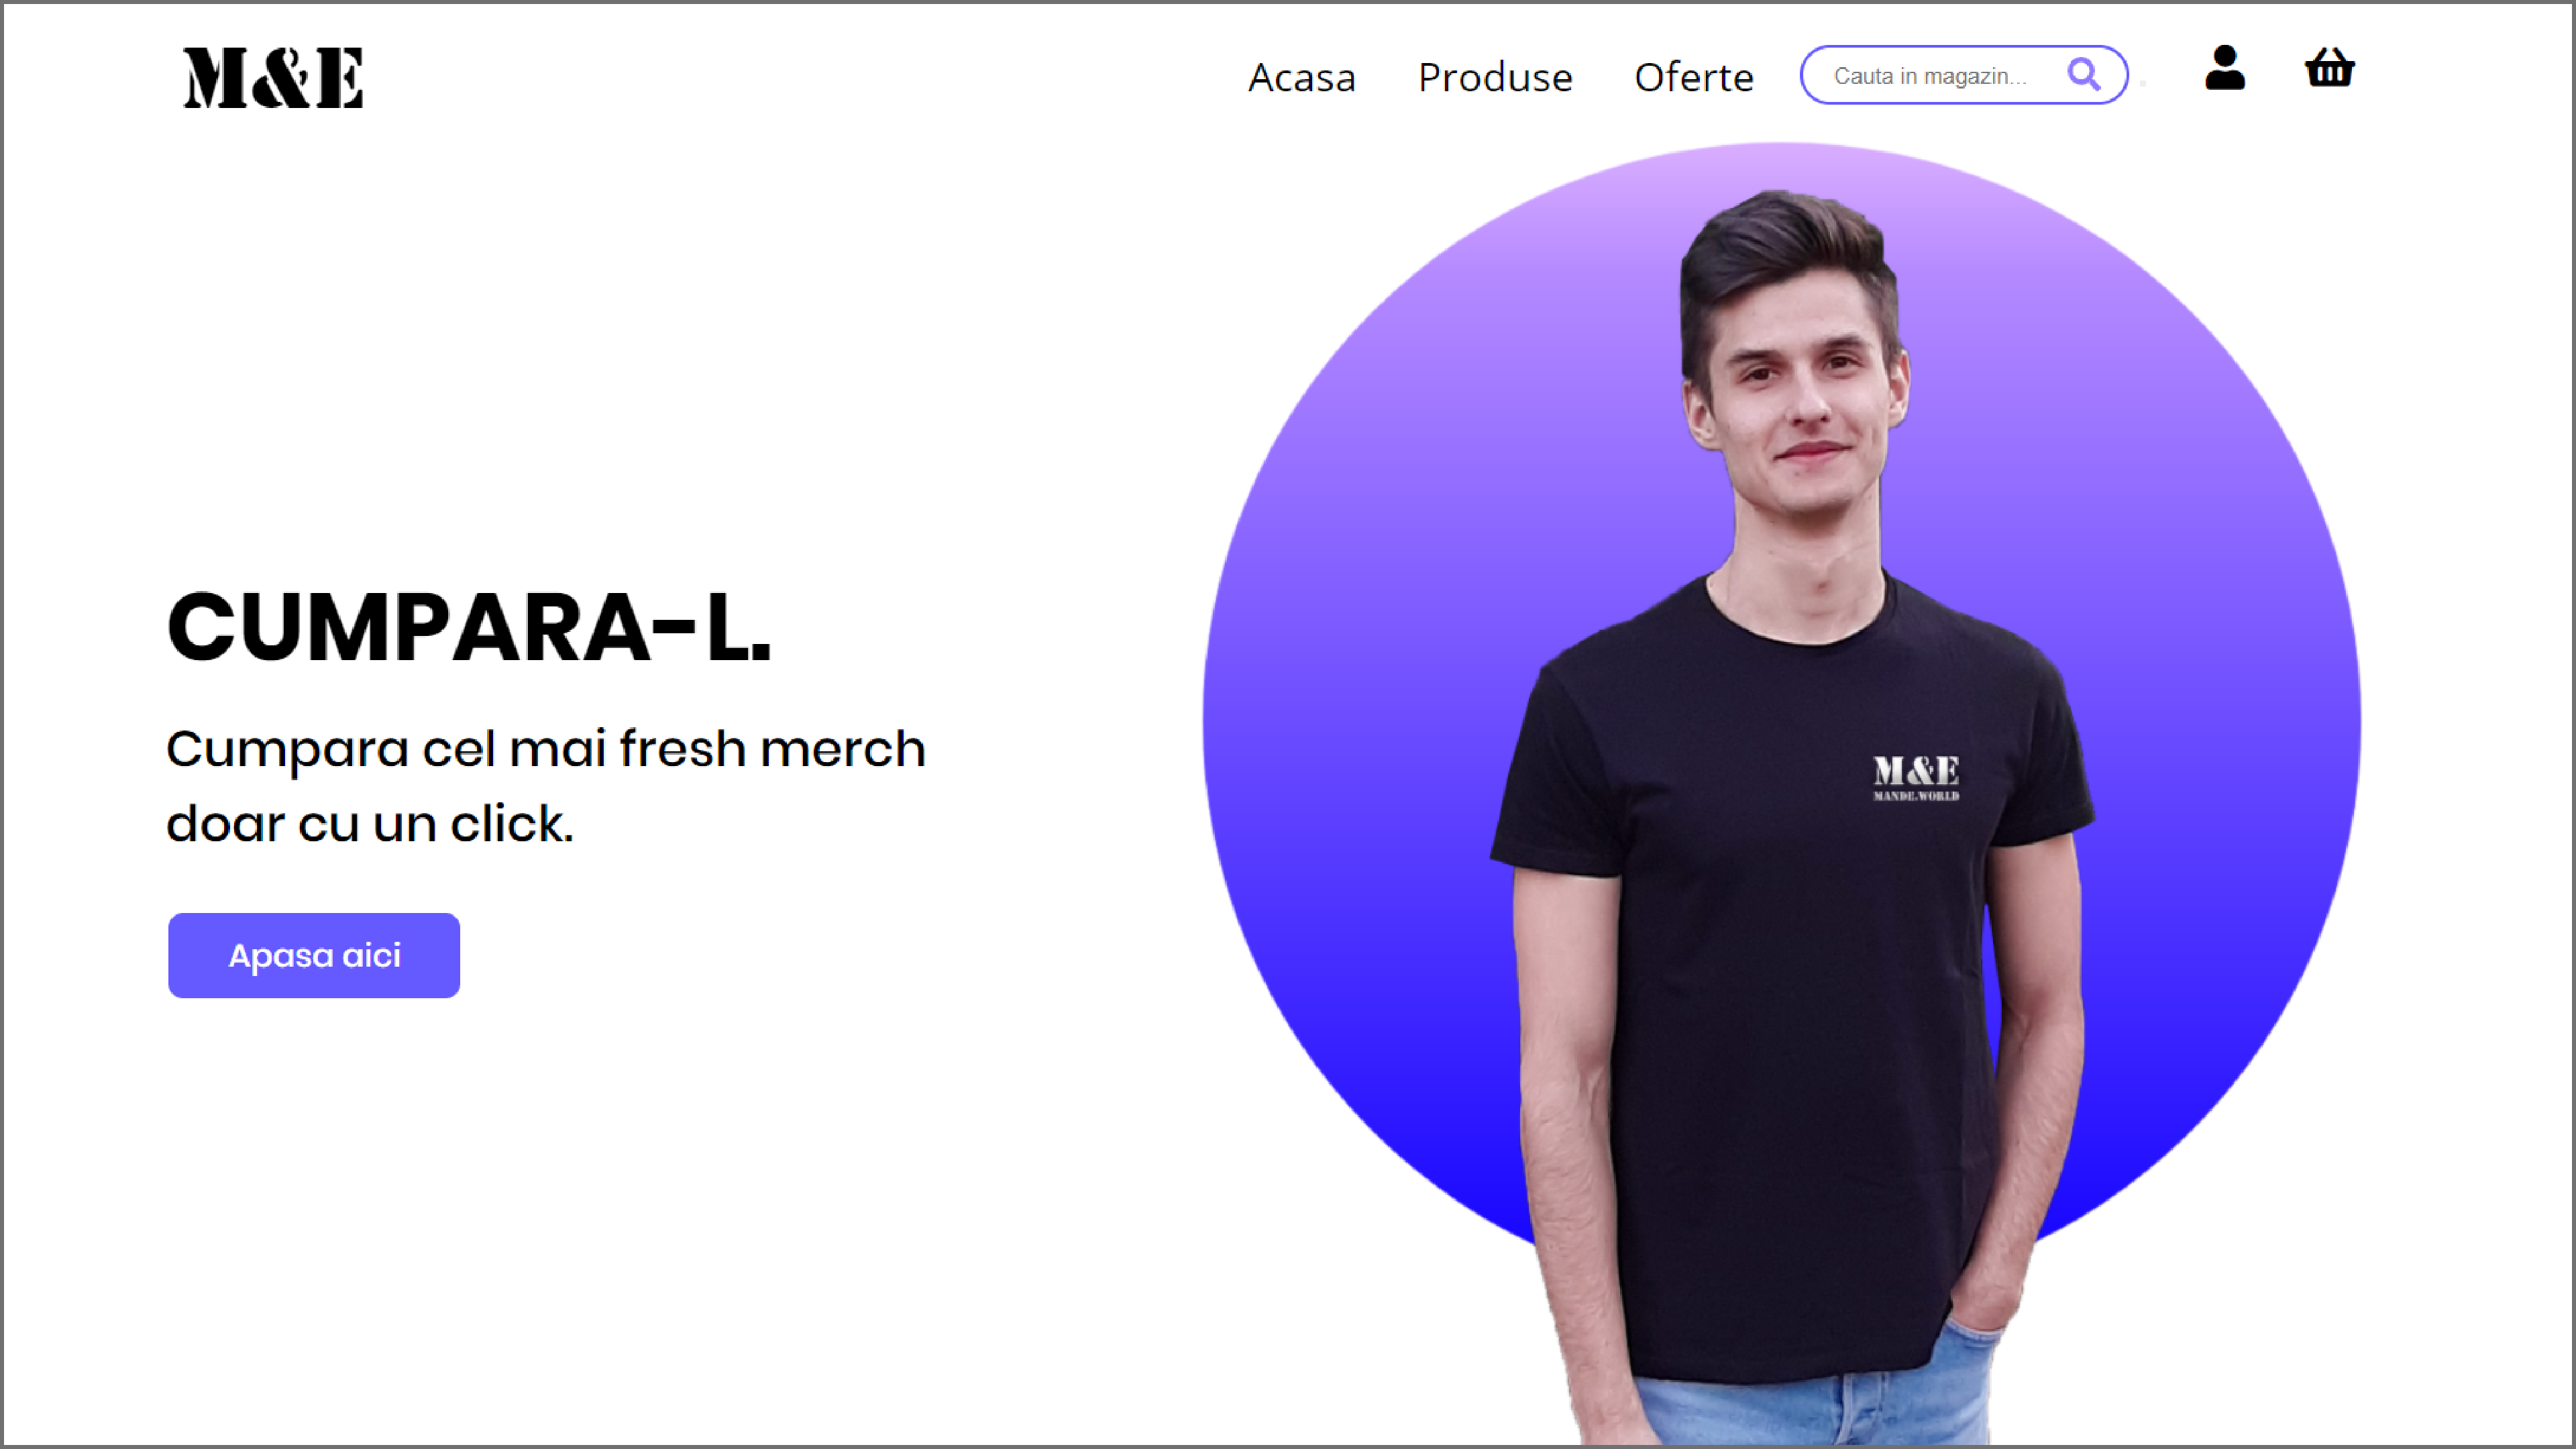 M&E
Acasa Produse Oferte Cauta in magazin...
CUMPARA-L.
Cumpara cel mai fresh merch
doar cu un click.
Apasa aici
M&E
MANDE.WORLD